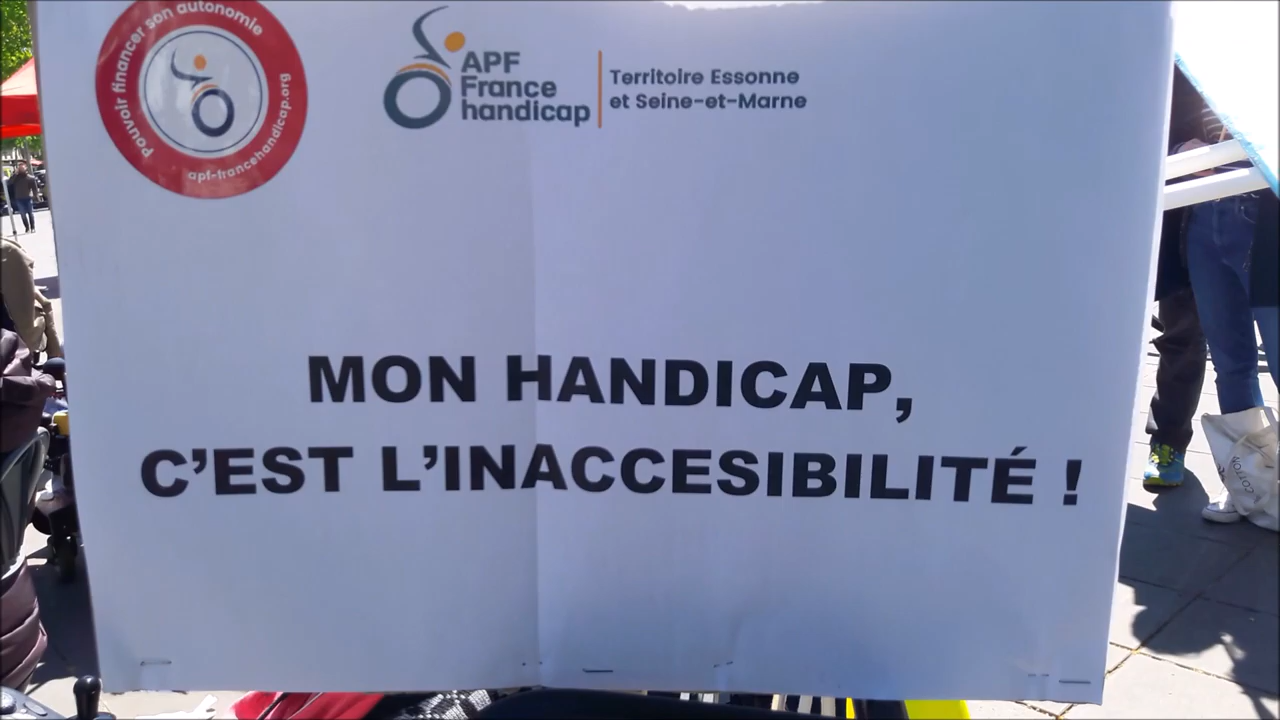 Pouvoir financer son autonomie
apf-francehandicap.org
APF
France
handicap
Territoire Essonne
et Seine-et-Marne
MON HANDICAP,
C'EST L'INACCESIBILITÉ !
COTTON